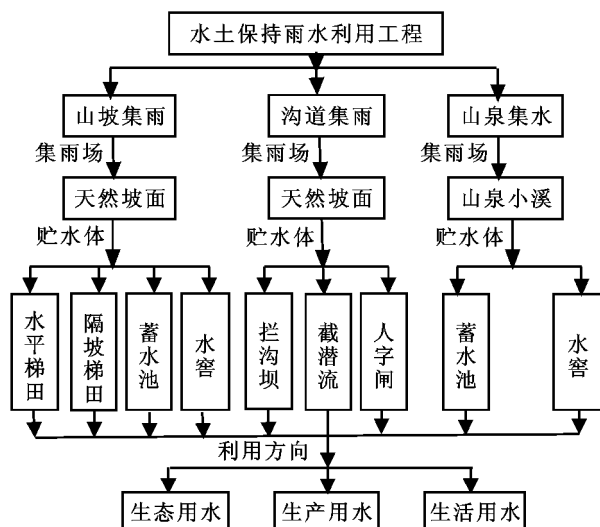 水土保持雨水利用工程
山坡集雨
沟道集雨
山泉集水
集雨场
集雨场
集雨场
天然坡面
天然坡面
山泉小溪
贮水体
贮水体
贮水体
水平梯田
隔坡梯田
蓄水池
水窖
拦沟坝
截潜流
人字闸
蓄水池
水窖
利用方向
生态用水
生产用水
生活用水